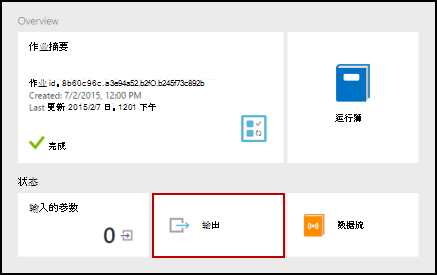 Overview
作业摘要
作业 id。8b60c96c.a3e94a52.b2f0.b245f73c892b
Created: 7/2/2015, 12:00 PM
Last 更新 2015/2/7 日。1201 下午
完成
运行簿
状态
输入的参数
0
输出
数据流